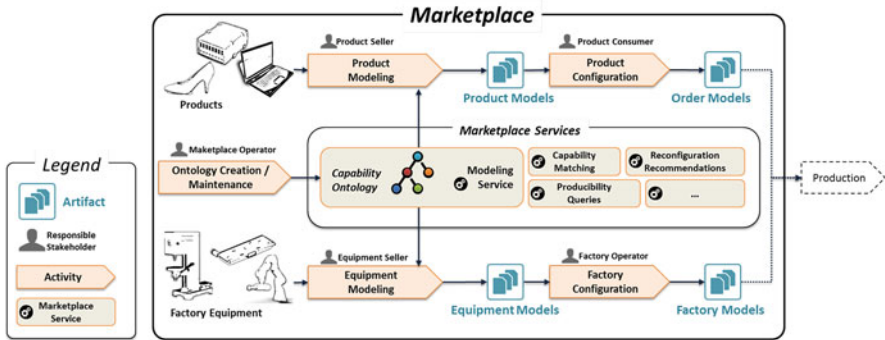 Marketplace
Product Seller
Product Consumer
Product
Modeling
Product
Configuration
Products
Product Models
Order Models
Marketplace Services
Maketplace Operator
Ontology Creation /
Maintenance
Capability
Ontology
Modeling
Service
Capability
Matching
Reconfiguration
Recommendations
Producibility
Queries
...
Production
Legend
Artifact
Responsible
Stakeholder
Activity
Marketplace
Service
Equipment Seller
Factory Operator
Equipment
Modeling
Factory
Configuration
Factory Equipment
Equipment Models
Factory Models